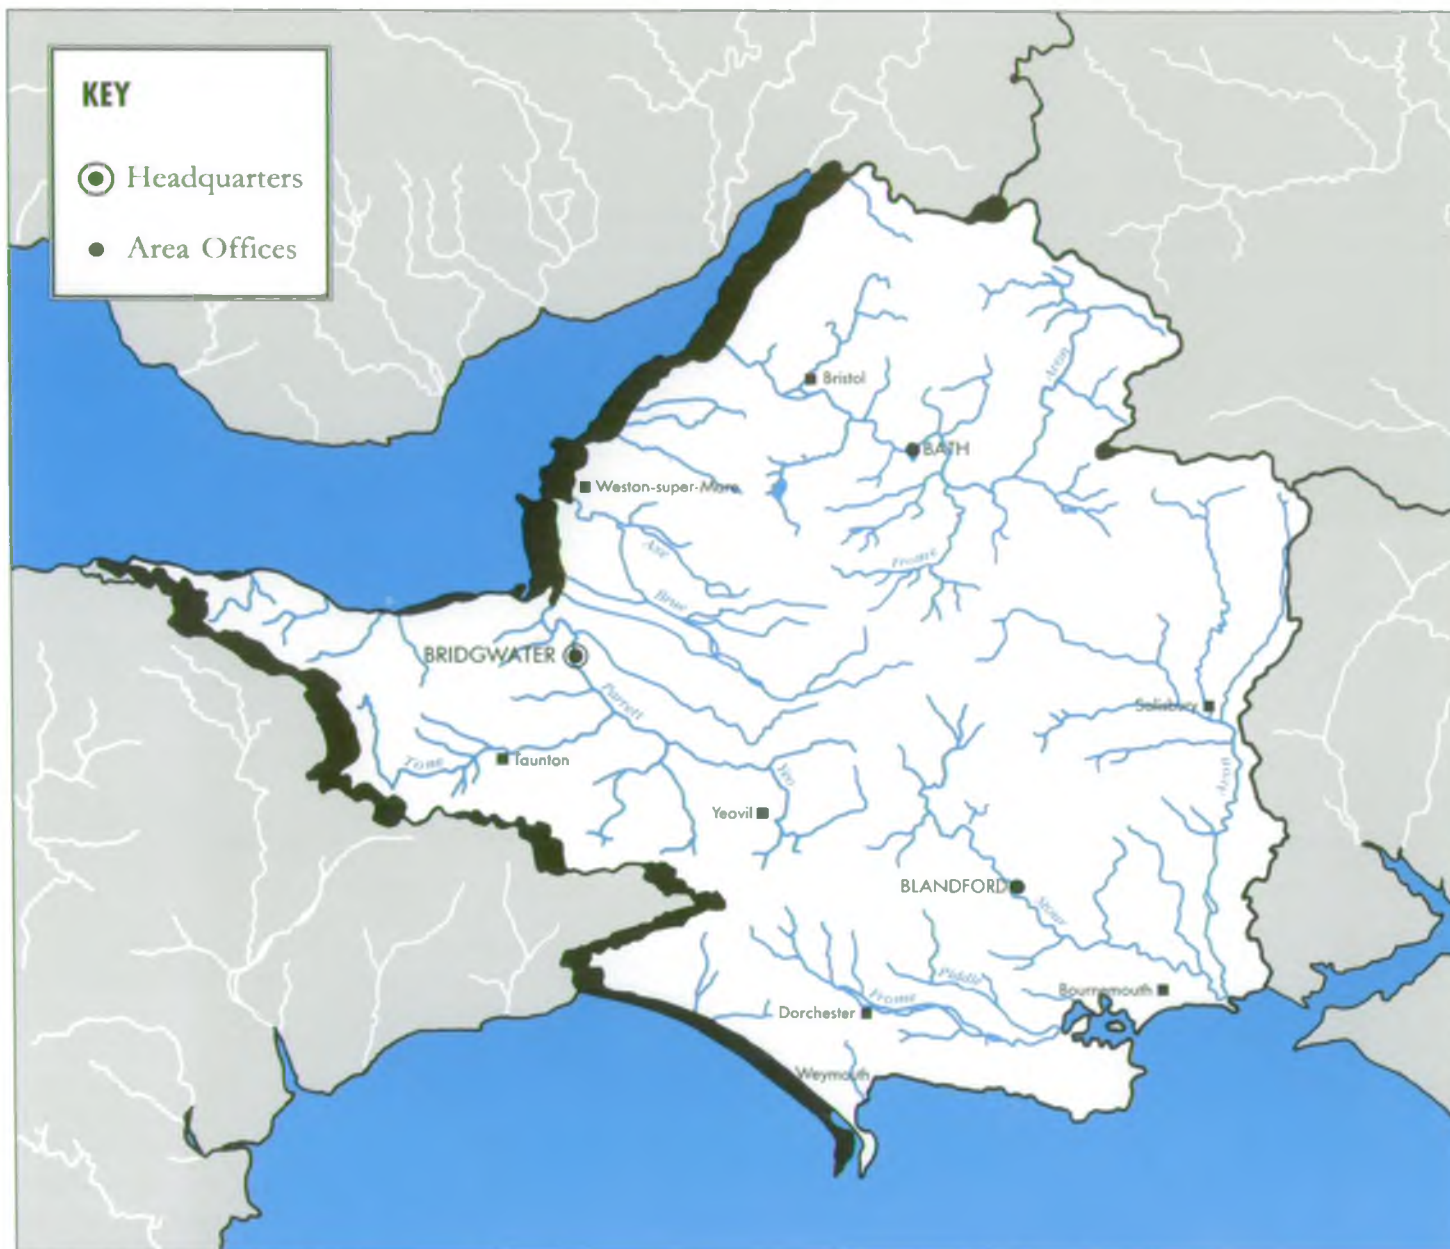 KEY
Headquarters
Area Offices
Bristol
Avon
BATH
Weston-super-Mare
Axe
Frome
Brue
BRIDGWATER
Parrett
Salisbury
Tone
Taunton
Yeo
Avon
Yeovil
BLANDFORD
Stour
Piddle
Frome
Bournemouth
Dorchester
Weymouth